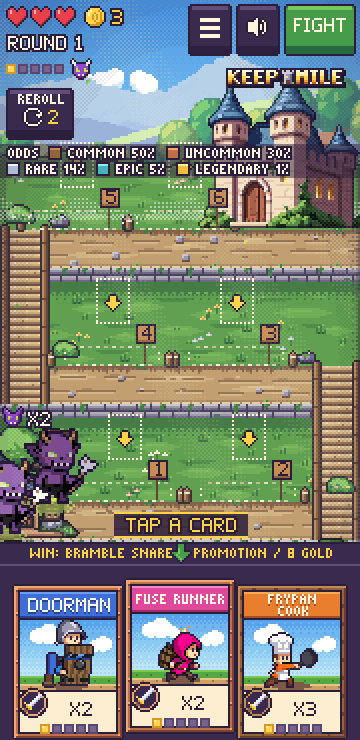 3
ROUND 1
FIGHT
KEEP MILE
REROLL
2
ODDS COMMON 50% UNCOMMON 30%
RARE 14% EPIC 5% LEGENDARY 1%
5 6
4 3
X2
1 2
TAP A CARD
WIN: BRAMBLE SNARE PROMOTION / 8 GOLD
DOORMAN
X2
FUSE RUNNER
X2
FRYPAN
COOK
X3